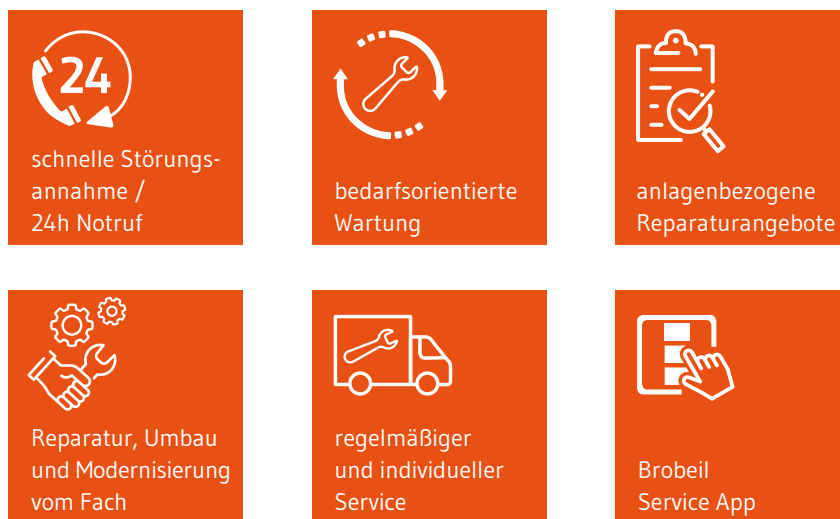 24
schnelle Störungs-
annahme /
24h Notruf
bedarfsorientierte
Wartung
anlagenbezogene
Reparaturangebote
Reparatur, Umbau
und Modernisierung
vom Fach
regelmäßiger
und individueller
Service
Brobeil
Service App